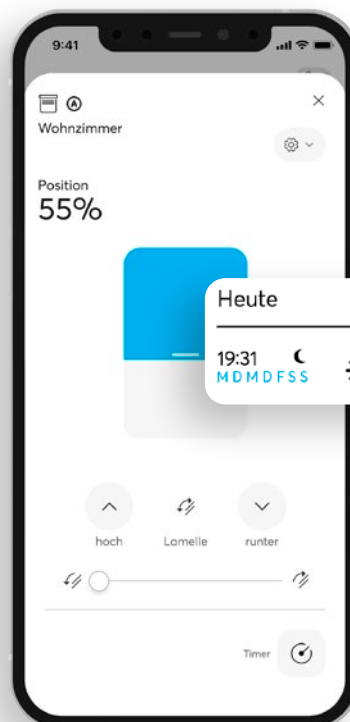 9:41
A
Wohnzimmer
Position
55%
Heute
19:31
MDMDFSS
hoch
Lamelle
runter
Timer